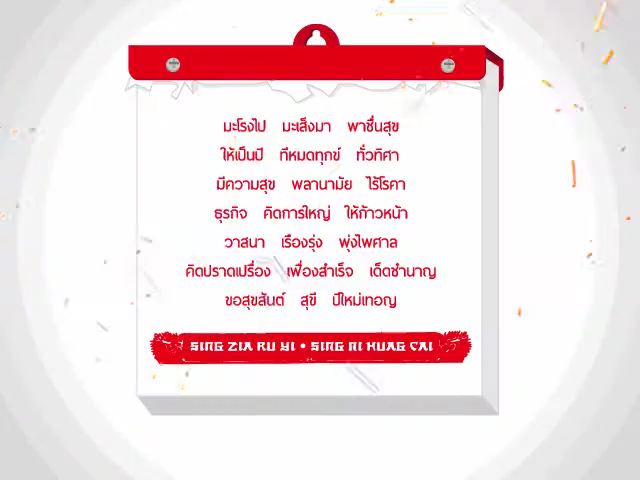 มะโรงไป มะเส็งมา พาชื่นสุข
ให้เป็นปี ทีหมดทุกข์ ทั่วทิศา
มีความสุข พลานามัย ไร้โรคา
ธุรกิจ คิดการใหญ่ ให้ก้าวหน้า
วาสนา เรืองรุ่ง พุ่งไพศาล
คิดปราดเปรื่อง เฟื่องสำเร็จ เด็ดชำนาญ
ขอสุขสันต์ สุขี ปีใหม่เทอญ
SING ZIA RU YI • SING NI HUAG CAI